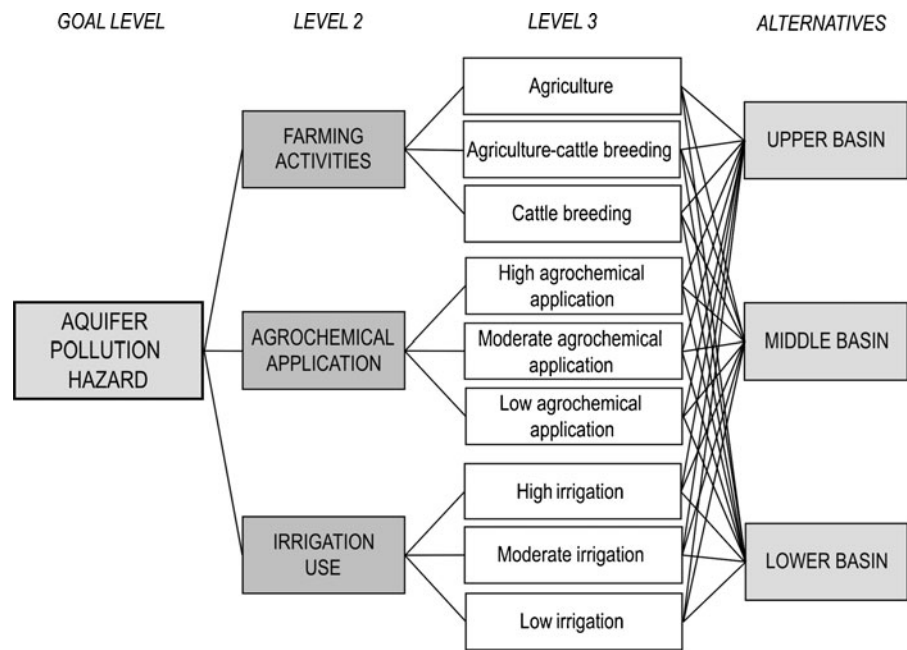 GOAL LEVEL
LEVEL 2
LEVEL 3
ALTERNATIVES
AQUIFER
POLLUTION
HAZARD
FARMING
ACTIVITIES
AGROCHEMICAL
APPLICATION
IRRIGATION
USE
Agriculture
Agriculture-cattle breeding
Cattle breeding
High agrochemical
application
Moderate agrochemical
application
Low agrochemical
application
High irrigation
Moderate irrigation
Low irrigation
UPPER BASIN
MIDDLE BASIN
LOWER BASIN